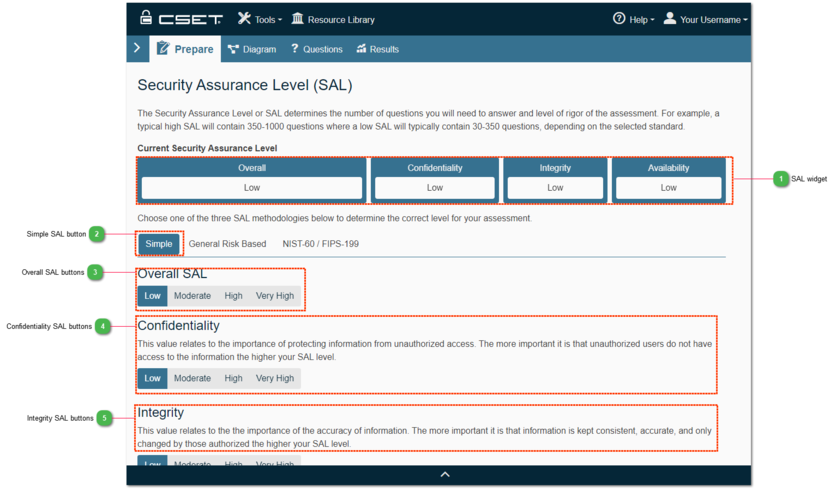 CSET
Tools
Resource Library
Help
Your Username
Prepare
Diagram
? Questions
Results
Security Assurance Level (SAL)
The Security Assurance Level or SAL determines the number of questions you will need to answer and level of rigor of the assessment. For example, a
typical high SAL will contain 350-1000 questions where a low SAL will typically contain 30-350 questions, depending on the selected standard.
Current Security Assurance Level
Overall Confidentiality Integrity Availability
Low Low Low Low
1 SAL widget
Choose one of the three SAL methodologies below to determine the correct level for your assessment.
Simple SAL button 2
Simple General Risk Based NIST-60 / FIPS-199
Overall SAL buttons 3
Overall SAL
Low Moderate High Very High
Confidentiality SAL buttons 4
Confidentiality
This value relates to the importance of protecting information from unauthorized access. The more important it is that unauthorized users do not have
access to the information the higher your SAL level.
Low Moderate High Very High
Integrity SAL buttons 5
Integrity
This value relates to the the importance of the accuracy of information. The more important it is that information is kept consistent, accurate, and only
changed by those authorized the higher your SAL level.
Low Moderate High Very High